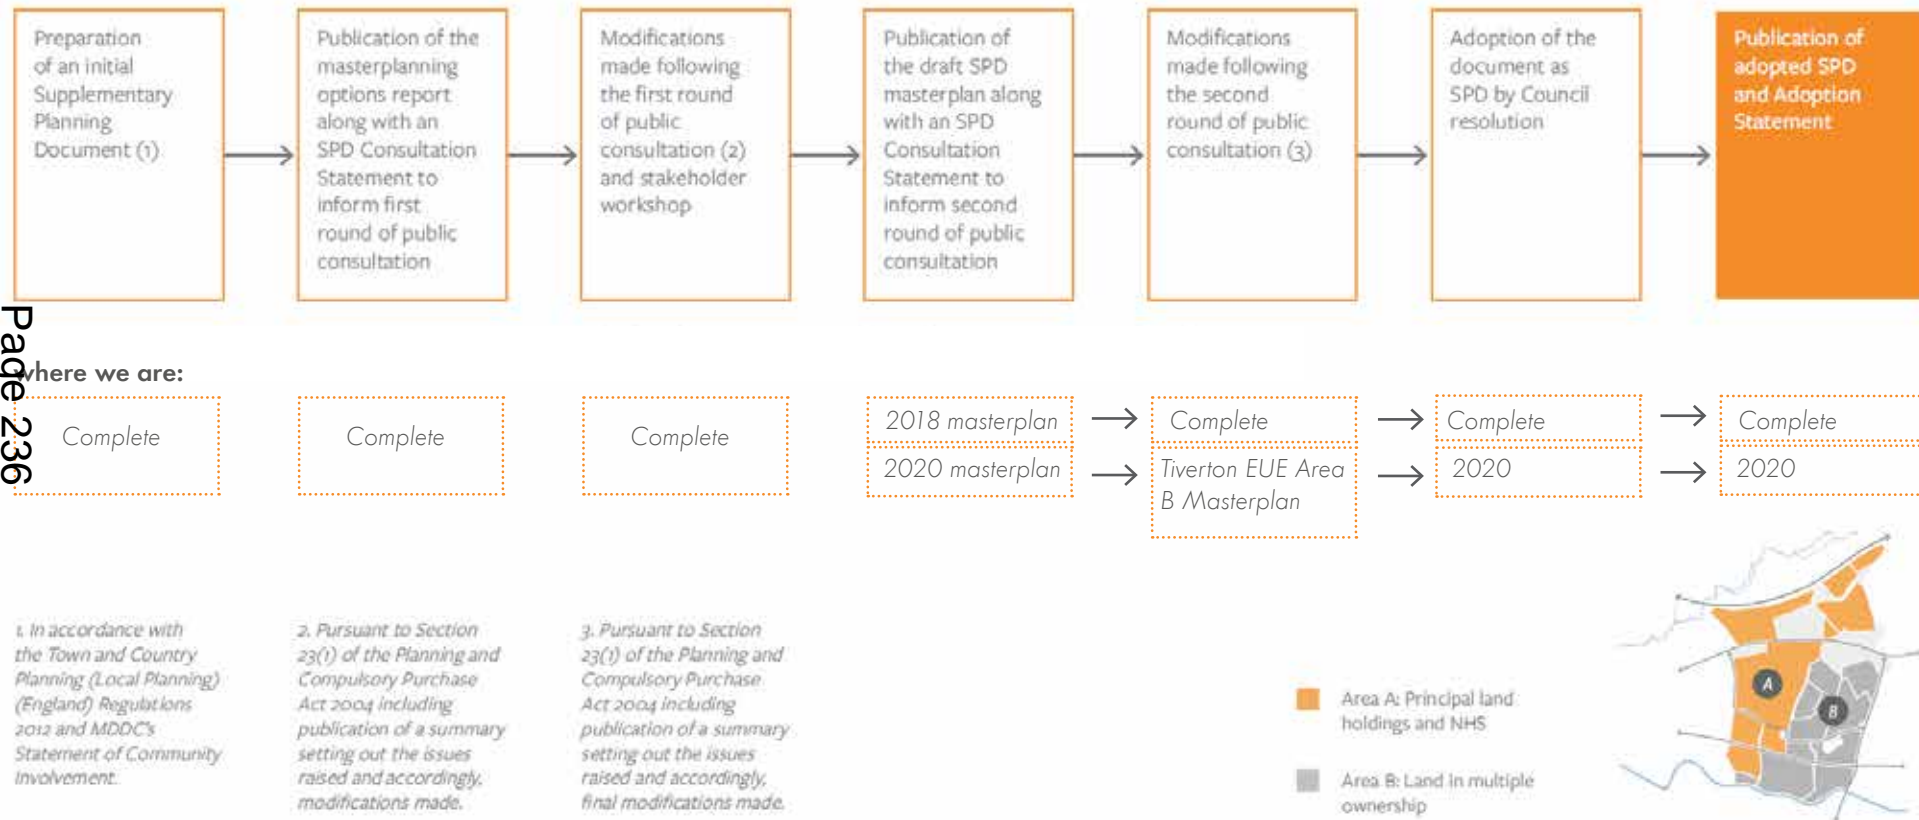 Preparation
of an initial
Supplementary
Planning
Document (1)
Publication of the
masterplanning
options report
along with an
SPD Consultation
Statement to
inform first
round of public
consultation
Modifications
made following
the first round
of public
consultation (2)
and stakeholder
workshop
Publication of
the draft SPD
masterplan along
with an SPD
Consultation
Statement to
inform second
round of public
consultation
Modifications
made following
the second
round of public
consultation (3)
Adoption of the
document as
SPD by Council
resolution
Publication of
adopted SPD
and Adoption
Statement
Page 236
where we are:
Complete
Complete
Complete
2018 masterplan
Complete
Complete
Complete
2020 masterplan
Tiverton EUE Area
B Masterplan
2020
2020
1. In accordance with
the Town and Country
Planning (Local Planning)
(England) Regulations
2012 and MDDC's
Statement of Community
Involvement.
2. Pursuant to Section
23(1) of the Planning and
Compulsory Purchase
Act 2004 including
publication of a summary
setting out the issues
raised and accordingly,
modifications made.
3. Pursuant to Section
23(1) of the Planning and
Compulsory Purchase
Act 2004 including
publication of a summary
setting out the issues
raised and accordingly,
final modifications made.
Area A: Principal land
holdings and NHS
Area B: Land in multiple
ownership
A
B